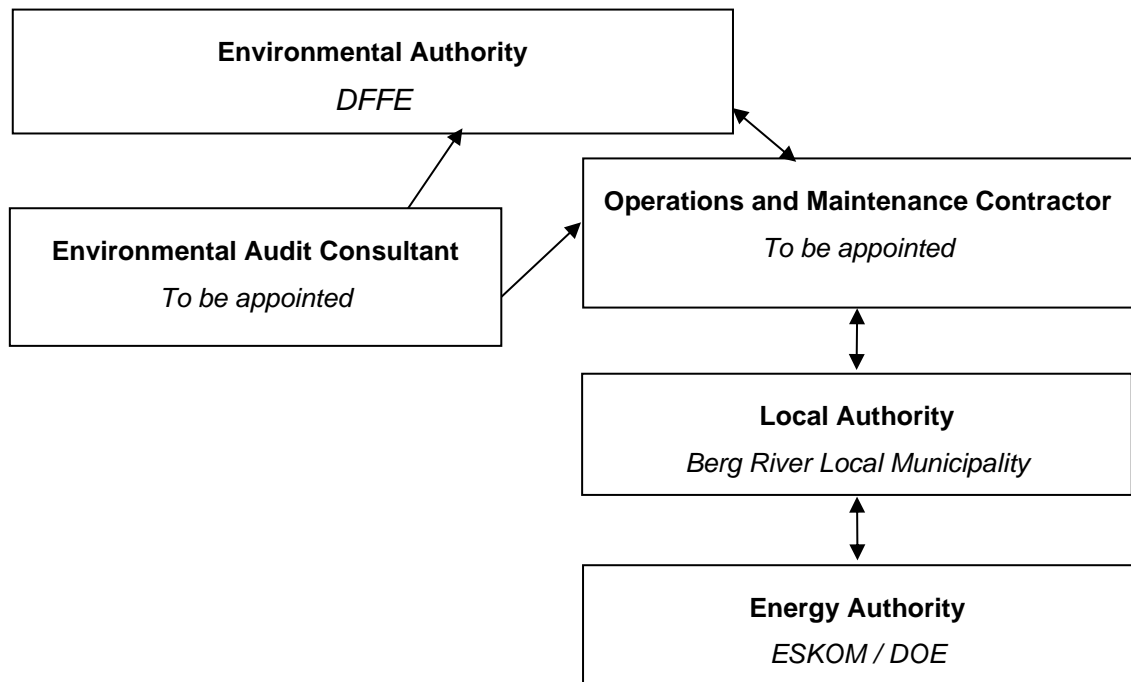 Environmental Authority
DFFE
Operations and Maintenance Contractor
To be appointed
Environmental Audit Consultant
To be appointed
Local Authority
Berg River Local Municipality
Energy Authority
ESKOM / DOE